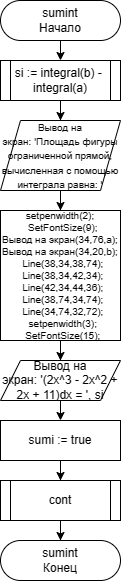 sumint
Начало
si := integral(b) -
integral(a)
Вывод на
экран: 'Площадь фигуры
ограниченной прямой,
вычисленная с помощью
интеграла равна: '
setpenwidth(2);
SetFontSize(9);
Вывод на экран(34,76,a);
Вывод на экран(34,20,b);
Line(38,34,38,74);
Line(38,34,42,34);
Line(42,34,44,36);
Line(38,74,34,74);
Line(34,74,32,72);
setpenwidth(3);
SetFontSize(15);
Вывод на
экран: '(2x^3 - 2x^2 +
2x + 11)dx = ', si
sumi := true
cont
sumint
Конец